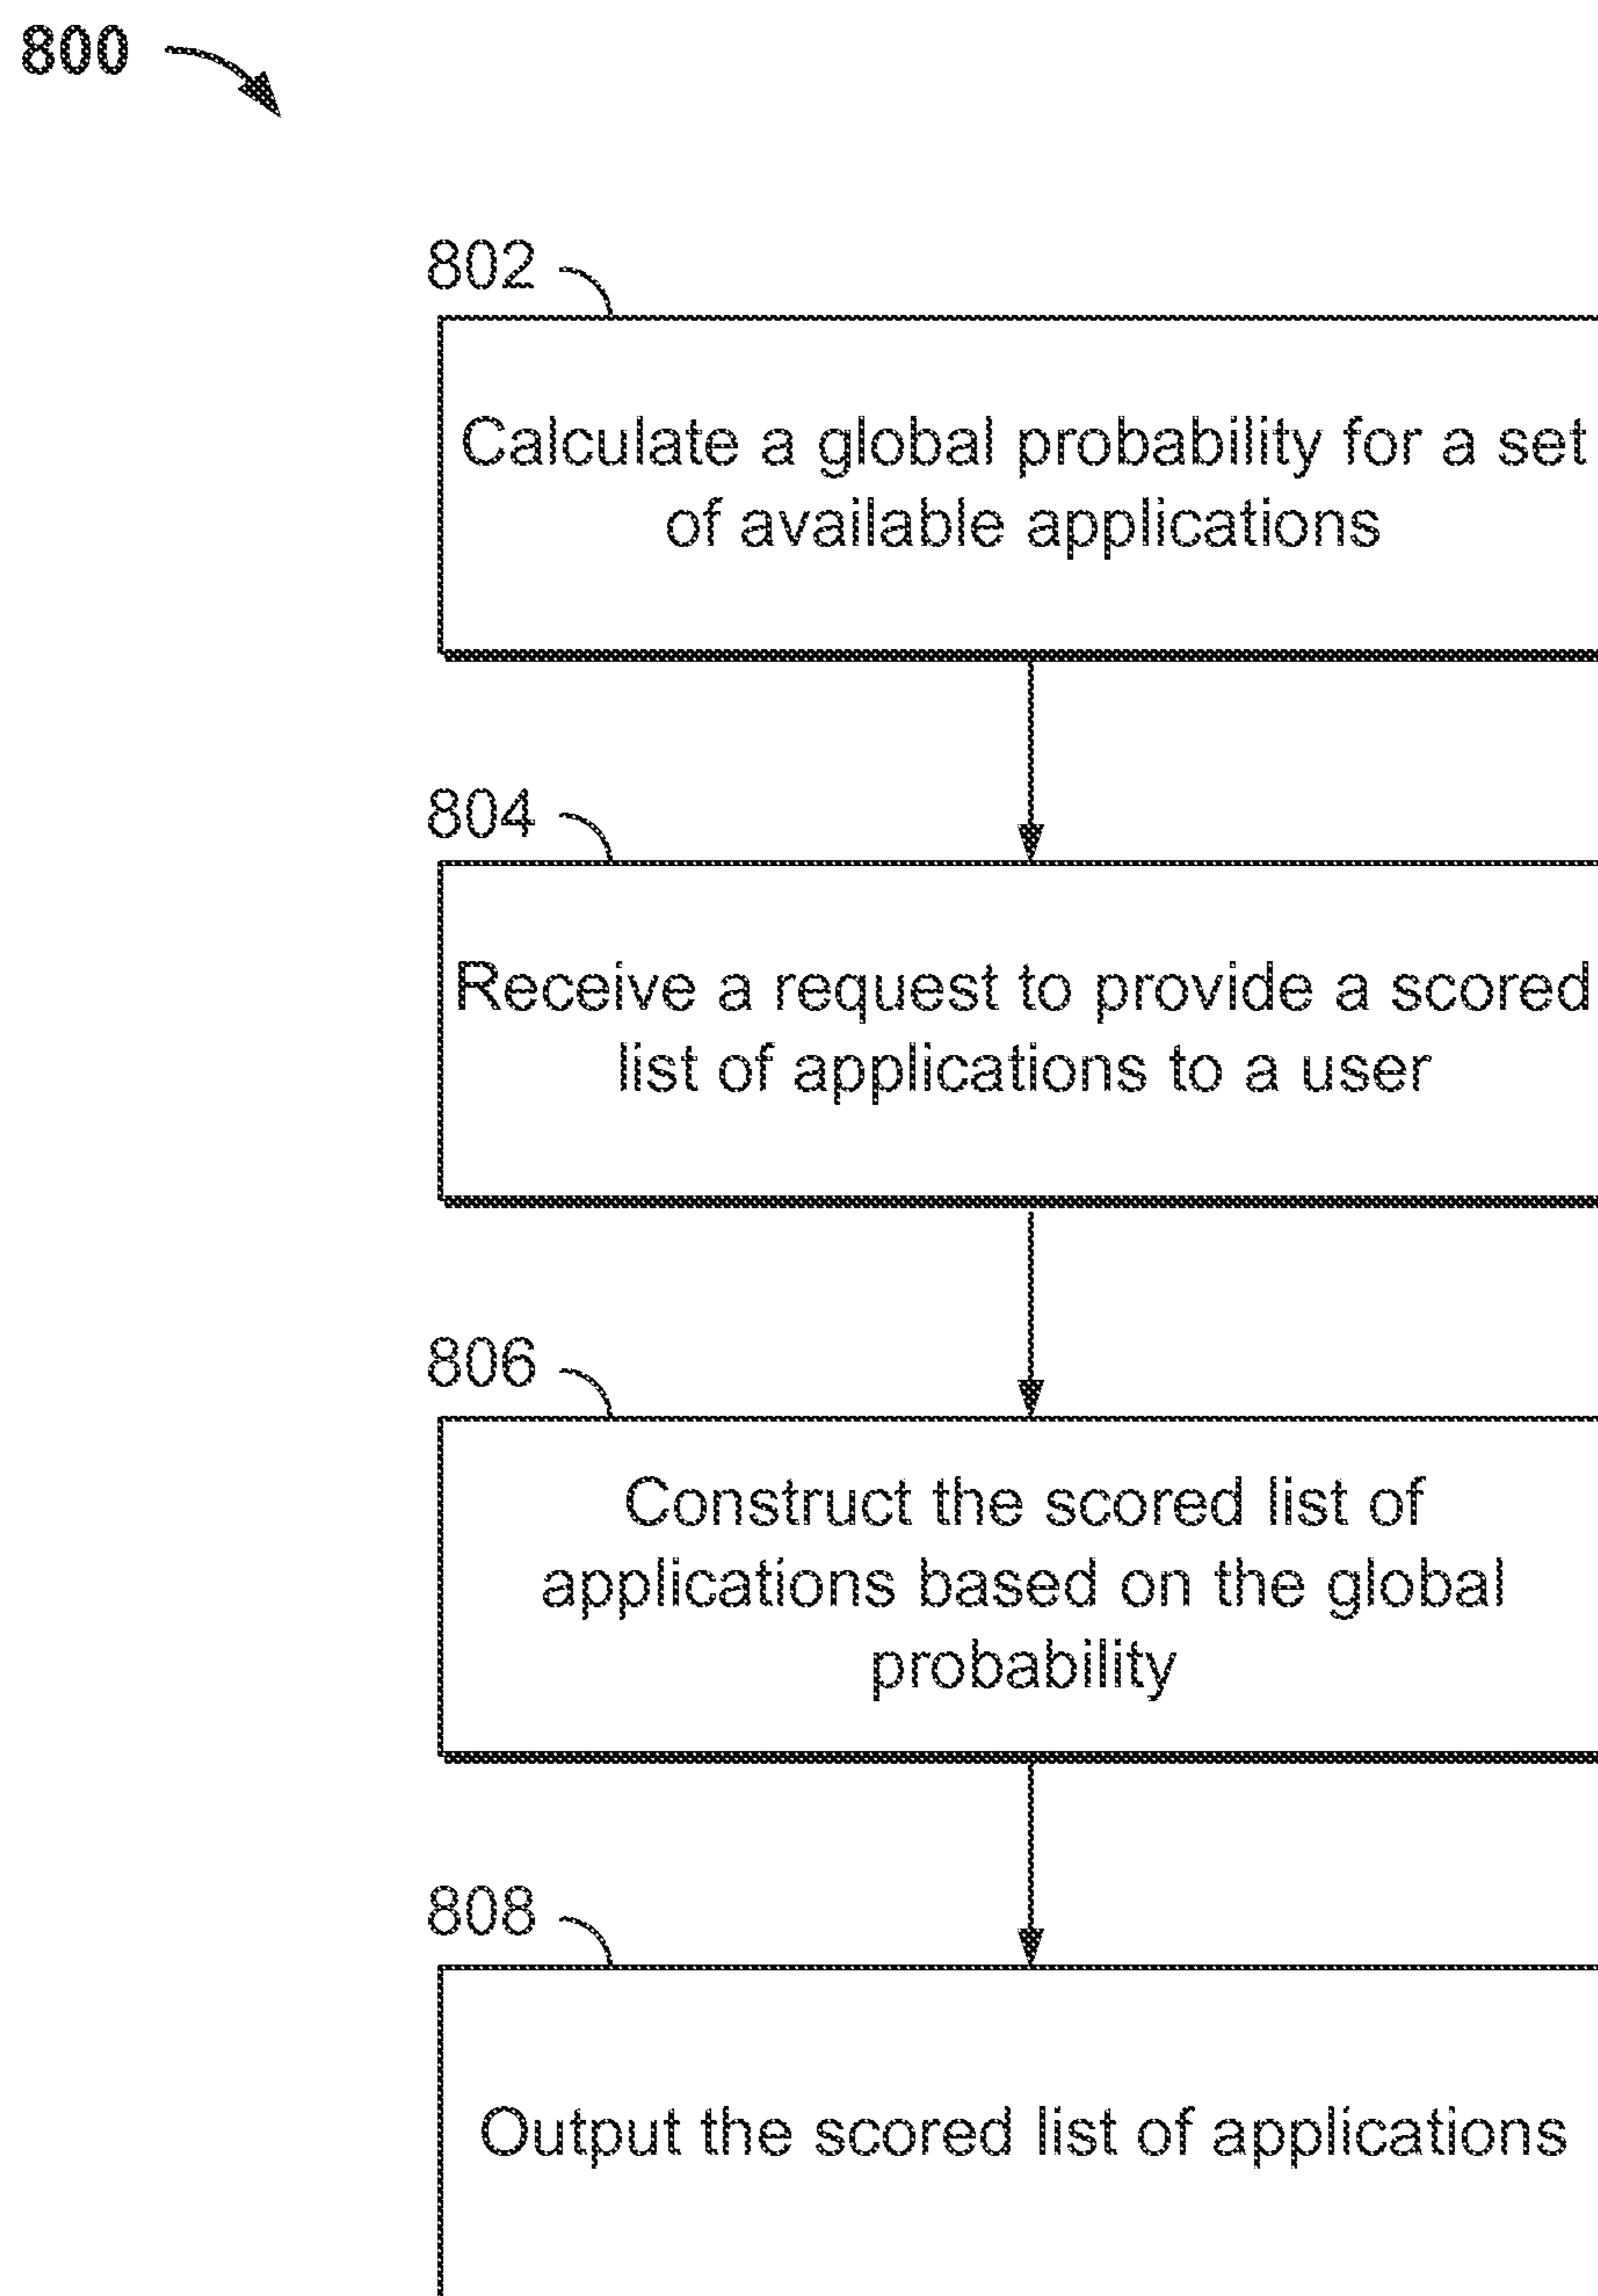 800
802
Calculate a global probability for a set
of available applications
804
Receive a request to provide a scored
list of applications to a user
806
Construct the scored list of
applications based on the global
probability
808
Output the scored list of applications